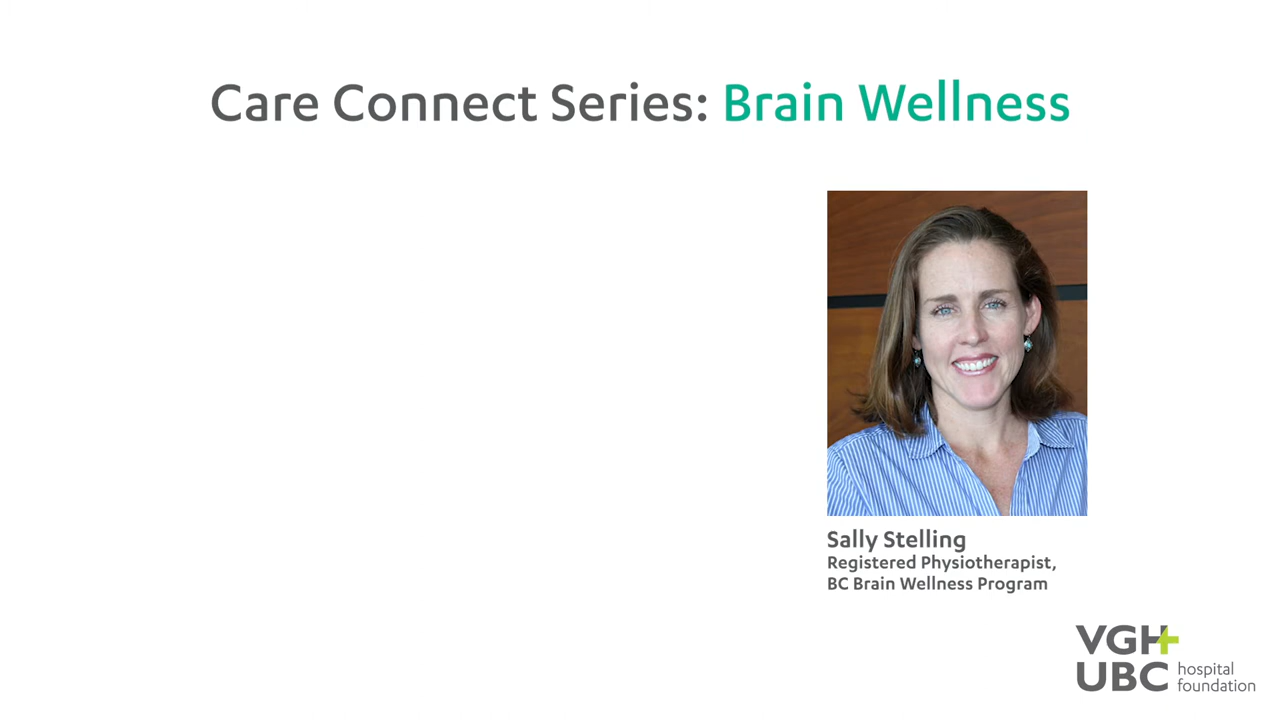 Care Connect Series: Brain Wellness
Sally Stelling
Registered Physiotherapist,
BC Brain Wellness Program
VGH+
UBC hospital
foundation